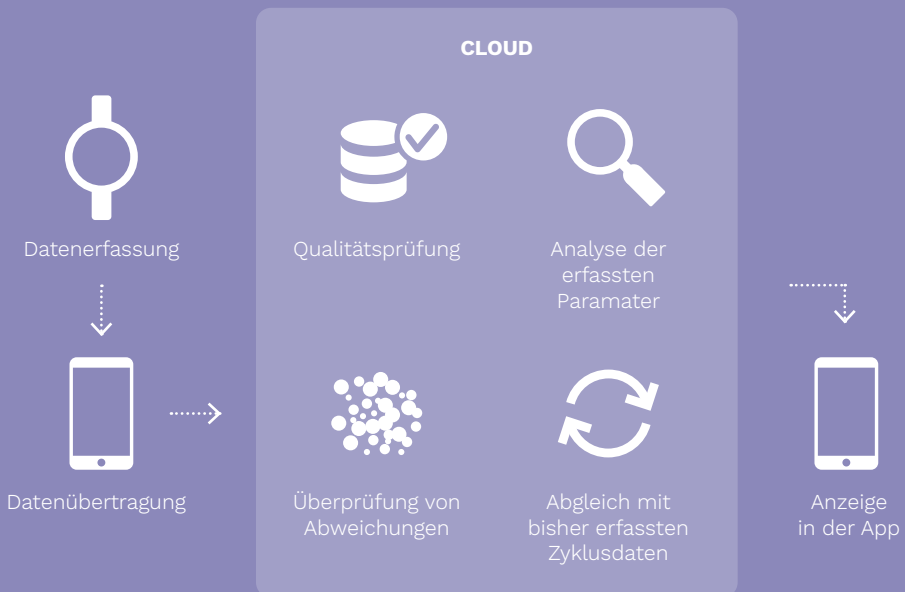 CLOUD
Datenerfassung
Datenübertragung
Qualitätsprüfung
Analyse der
erfassten
Paramater
Überprüfung von
Abweichungen
Abgleich mit
bisher erfassten
Zyklusdaten
Anzeige
in der App